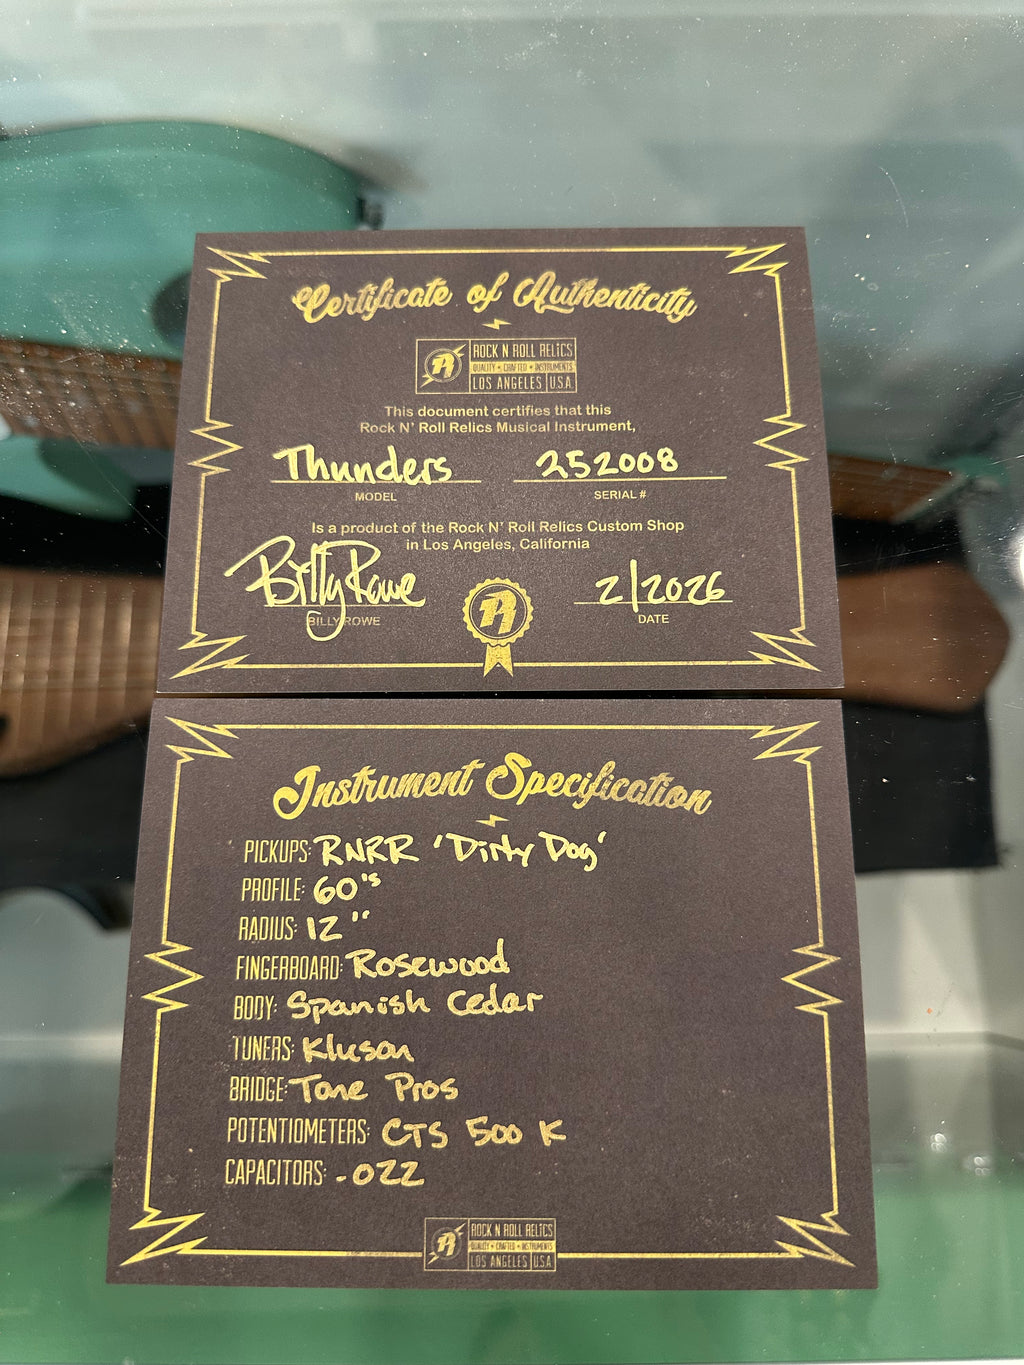 Certificate of Authenticity
R ROCK N ROLL RELICS
QUALITY • CRAFTED • INSTRUMENTS
LOS ANGELES U.S.A.
This document certifies that this
Rock N' Roll Relics Musical Instrument,
Thunders 252008
MODEL SERIAL #
Is a product of the Rock N' Roll Relics Custom Shop
in Los Angeles, California
Billy Rowe 2/2026
BILLY ROWE DATE
R
Instrument Specification
PICKUPS: RNRR 'Dirty Dog'
PROFILE: 60's
RADIUS: 12"
FINGERBOARD: Rosewood
BODY: Spanish Cedar
TUNERS: Kluson
BRIDGE: Tone Pros
POTENTIOMETERS: CTS 500 K
CAPACITORS: .022
R ROCK N ROLL RELICS
QUALITY • CRAFTED • INSTRUMENTS
LOS ANGELES U.S.A.